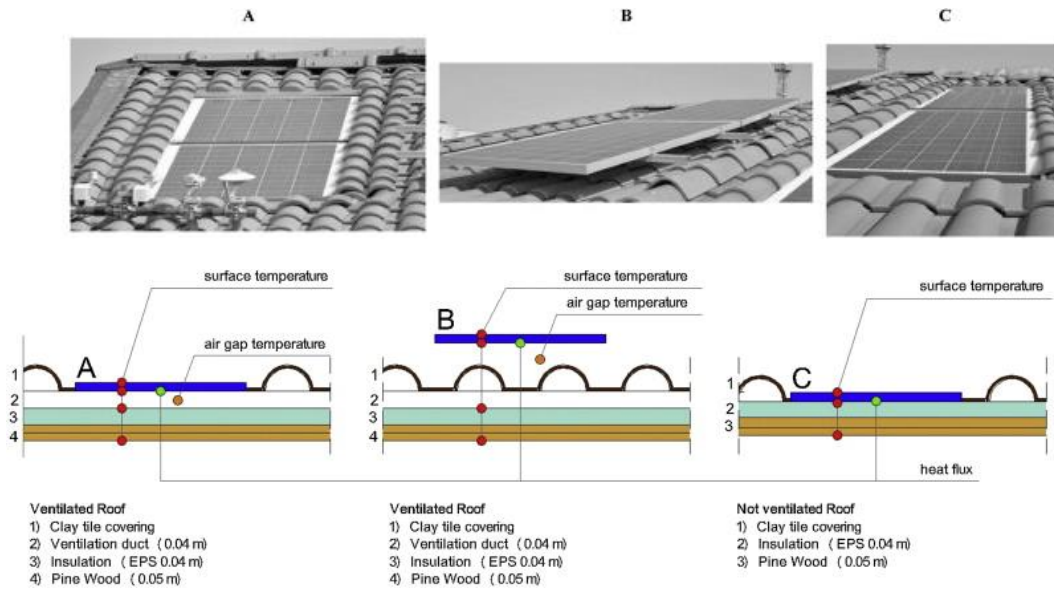 A
B
C
surface temperature
air gap temperature
A
1
2
3
4
surface temperature
air gap temperature
B
1
2
3
4
surface temperature
C
1
2
3
heat flux
Ventilated Roof
1) Clay tile covering
2) Ventilation duct (0.04 m)
3) Insulation (EPS 0.04 m)
4) Pine Wood (0.05 m)
Ventilated Roof
1) Clay tile covering
2) Ventilation duct (0.04 m)
3) Insulation (EPS 0.04 m)
4) Pine Wood (0.05 m)
Not ventilated Roof
1) Clay tile covering
2) Insulation (EPS 0.04 m)
3) Pine Wood (0.05 m)